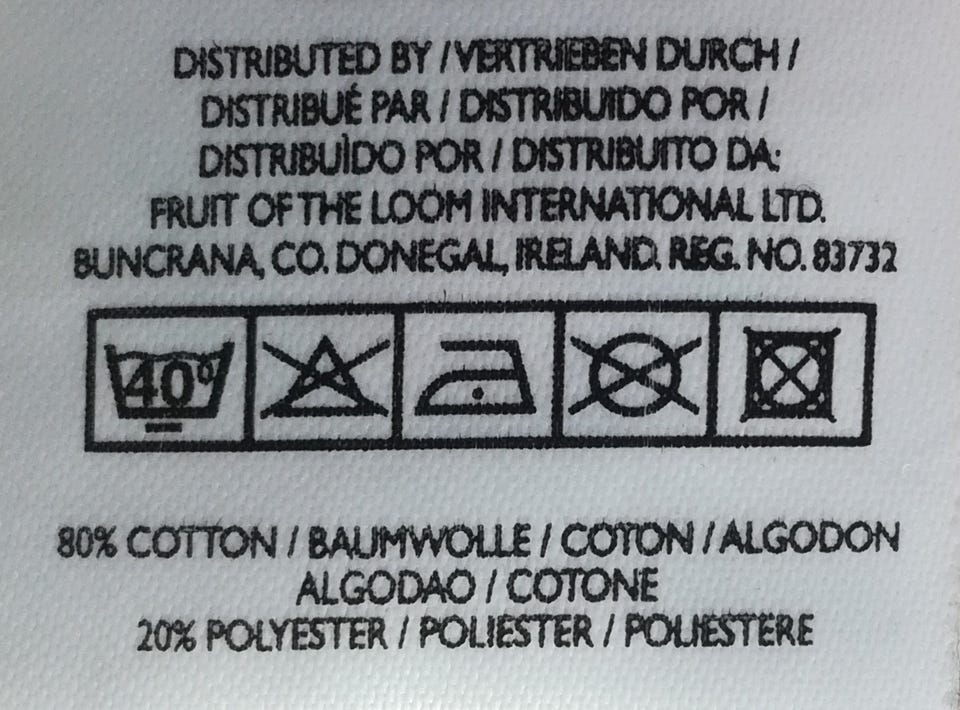 DISTRIBUTED BY / VERTRIEBEN DURCH /
DISTRIBUÉ PAR / DISTRIBUIDO POR /
DISTRIBUÌDO POR / DISTRIBUITO DA:
FRUIT OF THE LOOM INTERNATIONAL LTD.
BUNCRANA, CO. DONEGAL, IRELAND. REG. NO. 83732
40°
80% COTTON / BAUMWOLLE / COTON / ALGODON
ALGODAO / COTONE
20% POLYESTER / POLIESTER / POLIESTERE